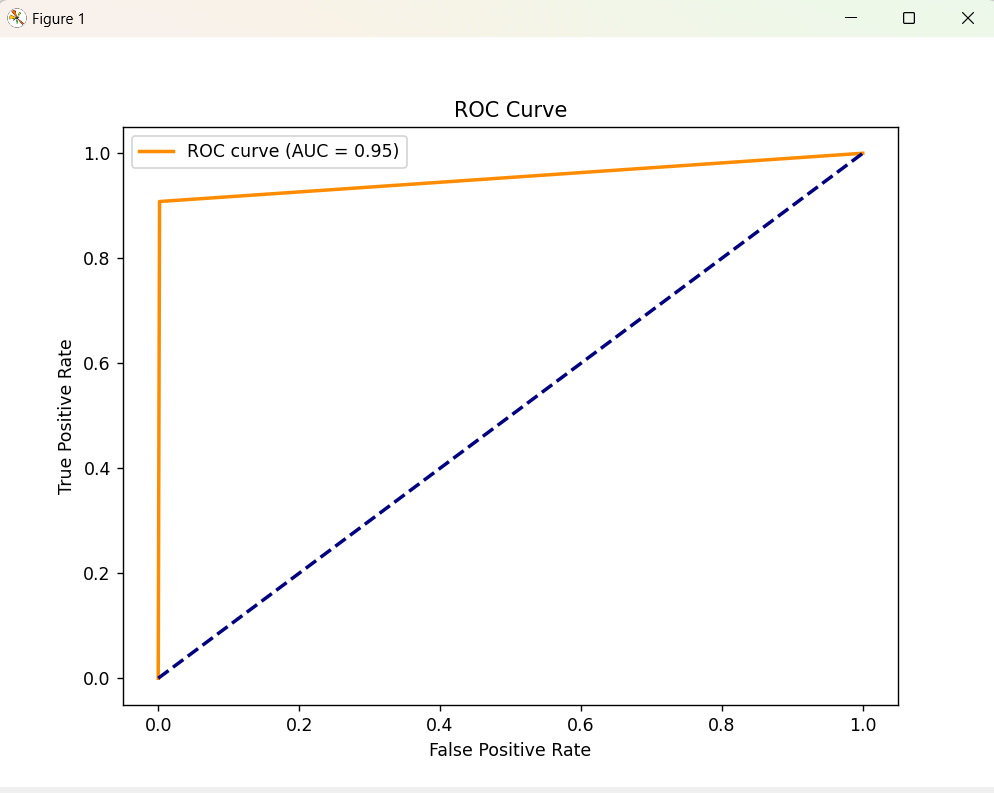 Figure 1
ROC Curve
ROC curve (AUC = 0.95)
1.0
0.8
0.6
0.4
0.2
0.0
True Positive Rate
0.0 0.2 0.4 0.6 0.8 1.0
False Positive Rate